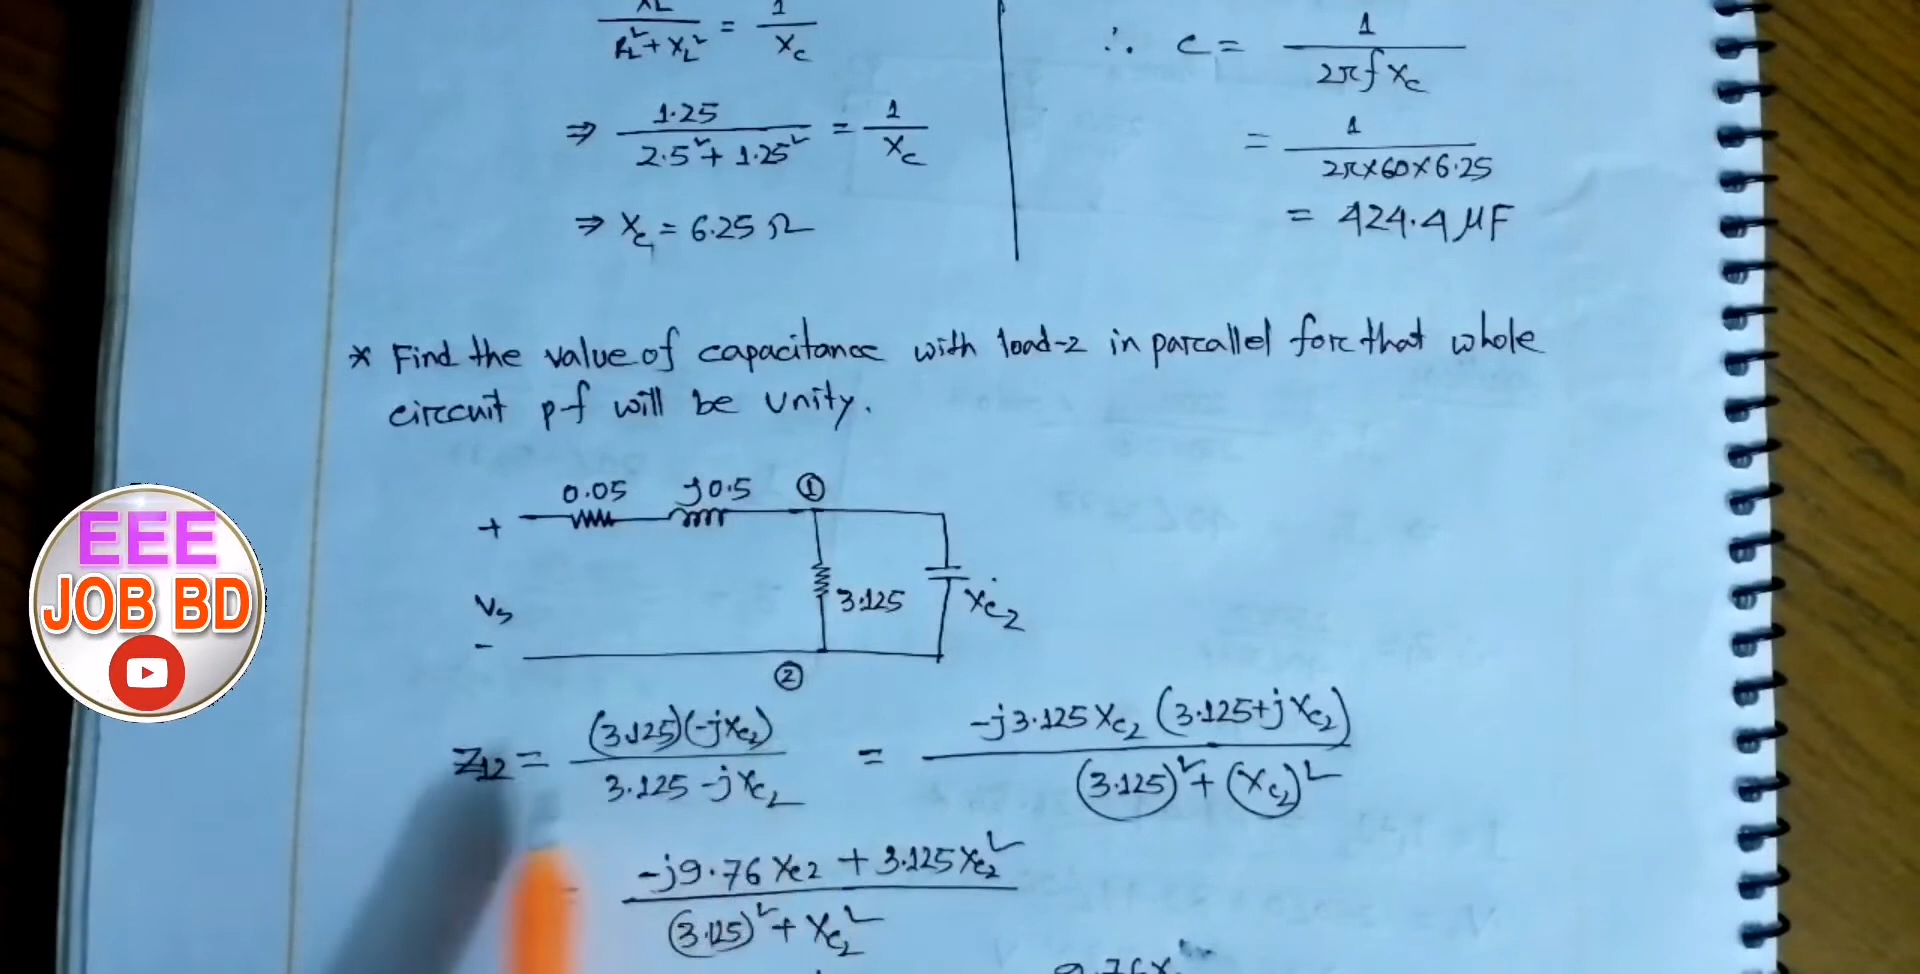 XL / RL² + XL² = 1 / Xc
⇒ 1.25 / 2.5² + 1.25² = 1 / Xc
⇒ Xc₁ = 6.25 Ω
∴ C = 1 / 2πf Xc
= 1 / 2π×60×6.25
= 424.4 μF
* Find the value of capacitance with load-2 in parallel for that whole
circuit p.f will be unity.
0.05 j0.5 ①
+
3.125 Xc₂
Vs
-
②
Z₁₂ = (3.125)(-jXc₂) / 3.125 - jXc₂ = -j3.125 Xc₂ (3.125+jXc₂) / (3.125)² + (Xc₂)²
-j9.76 Xc2 + 3.125 Xc₂² / (3.125)² + Xc₂²
EEE
JOB BD